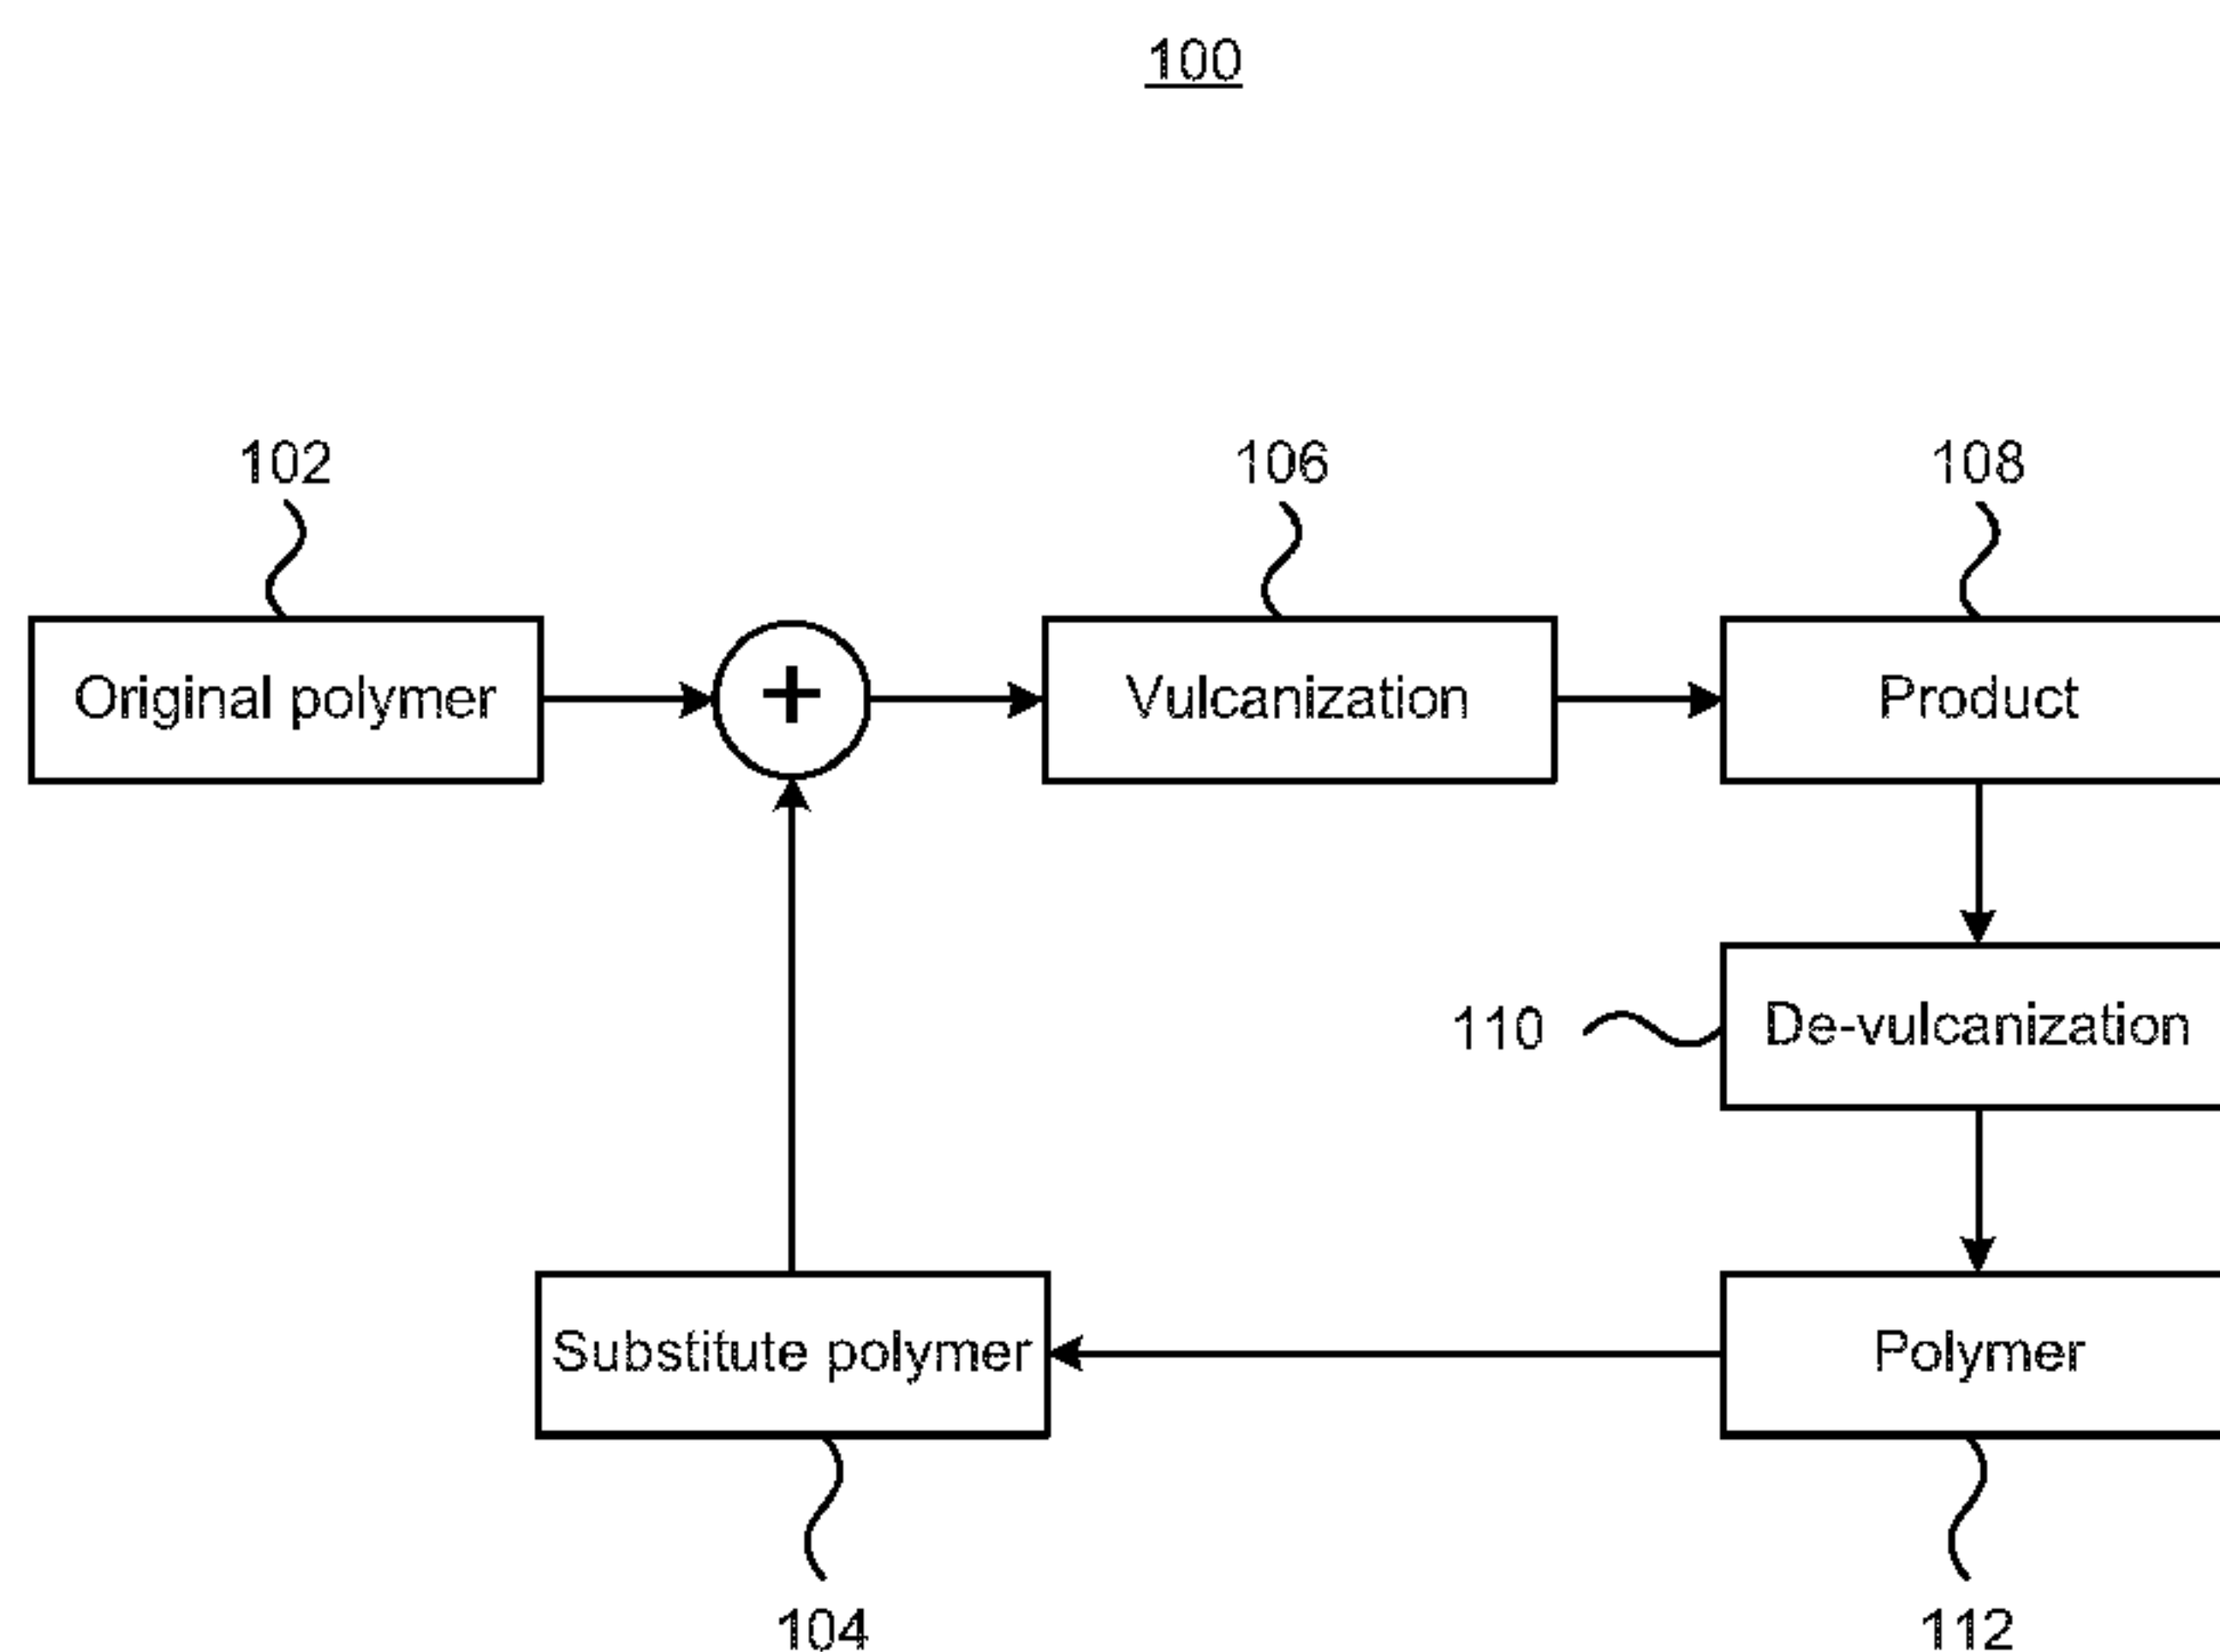 100
102
106
108
Original polymer
+
Vulcanization
Product
110
De-vulcanization
Substitute polymer
Polymer
104
112